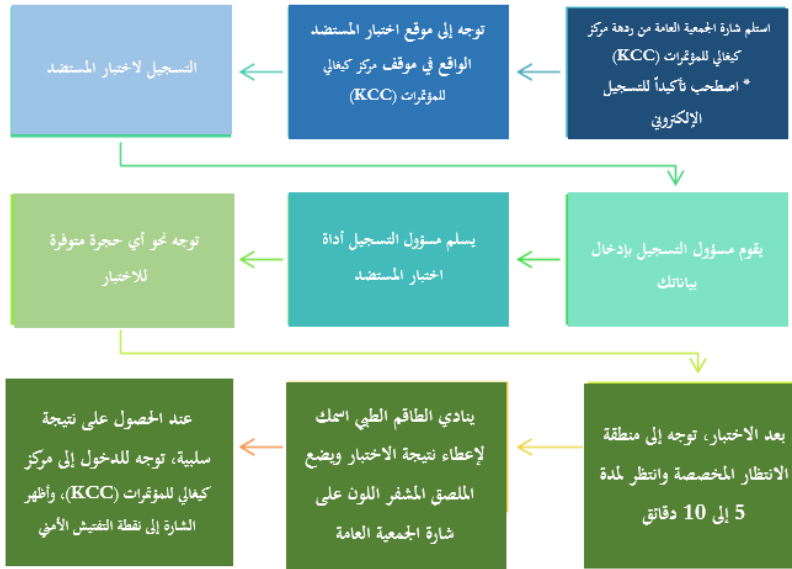 استلم شارة الجمعية العامة من ردهة مركز
كيغالي للمؤتمرات (KCC)
* اصطحب تأكيداً للتسجيل
الإلكتروني
توجه إلى موقع اختبار المستضد
الواقع في موقف مركز كيغالي
للمؤتمرات (KCC)
التسجيل لاختبار المستضد
يقوم مسؤول التسجيل بإدخال
بياناتك
يسلم مسؤول التسجيل أداة
اختبار المستضد
توجه نحو أي حجرة متوفرة
للاختبار
بعد الاختبار، توجه إلى منطقة
الانتظار المخصصة وانتظر لمدة
5 إلى 10 دقائق
ينادي الطاقم الطبي اسمك
لإعطاء نتيجة الاختبار ويضع
الملصق المشفر اللون على
شارة الجمعية العامة
عند الحصول على نتيجة
سلبية، توجه للدخول إلى مركز
كيغالي للمؤتمرات (KCC)، وأظهر
الشارة إلى نقطة التفتيش الأمني